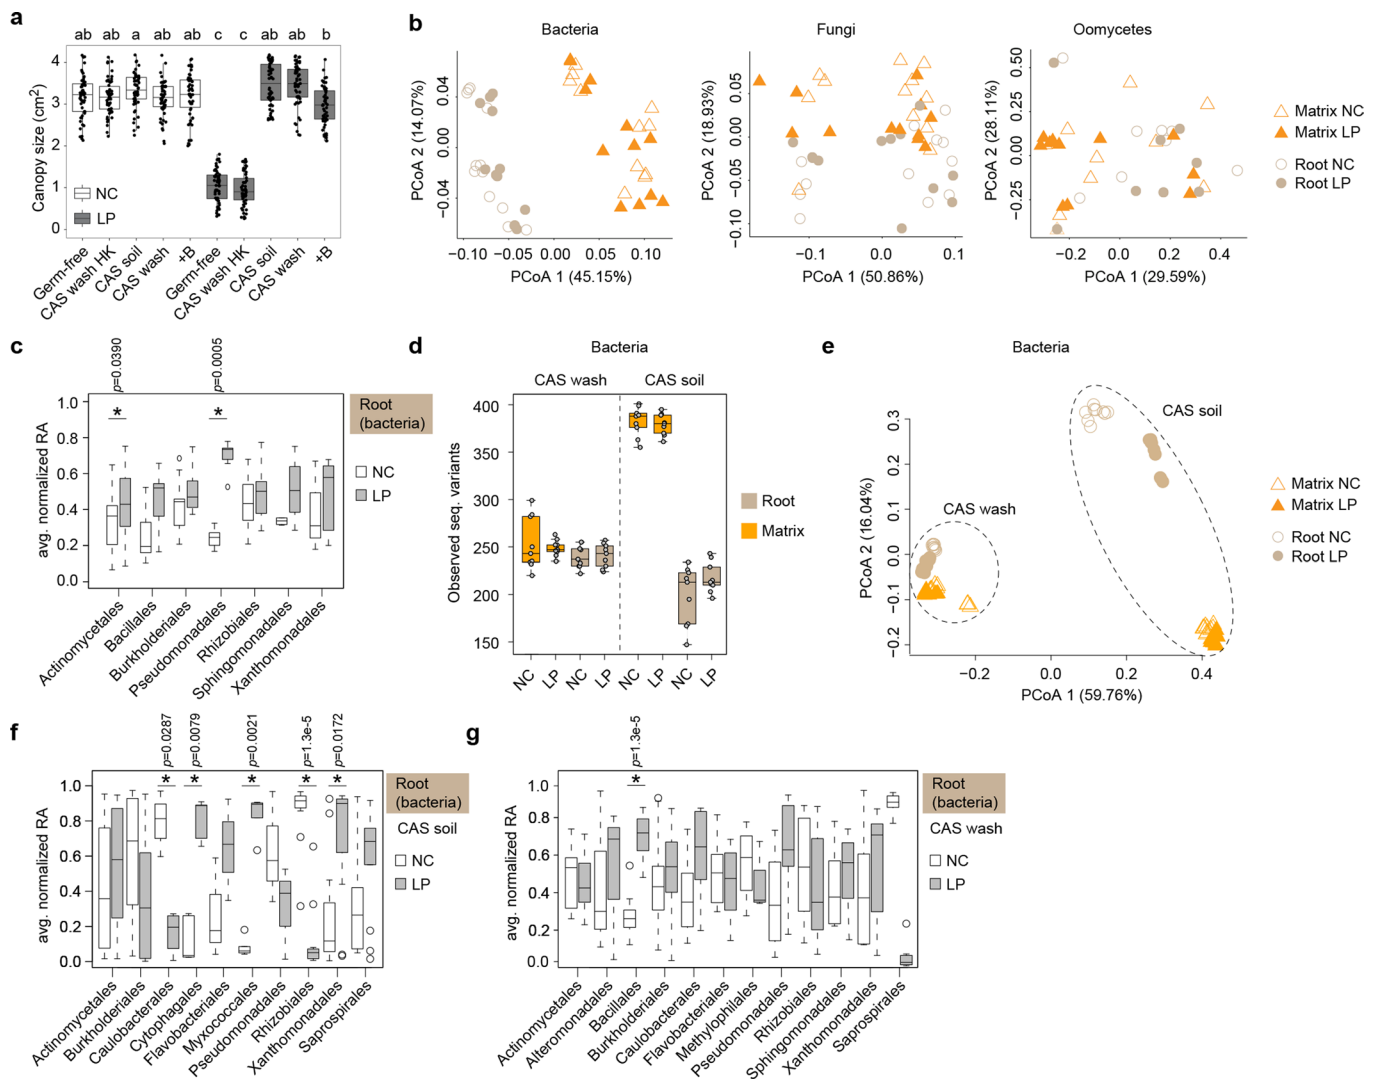 a
ab ab a ab ab c c ab ab b
Canopy size (cm2)
4
3
2
1
0
NC
LP
Germ-free
CAS wash HK
CAS soil
CAS wash
+B
Germ-free
CAS wash HK
CAS soil
CAS wash
+B
b
Bacteria
PCoA 2 (14.07%)
0.04
−0.04
−0.10 −0.05 0.00 0.05 0.10
PCoA 1 (45.15%)
Fungi
PCoA 2 (18.93%)
0.05
0.00
−0.05
−0.10
−0.1 0.0 0.1
PCoA 1 (50.86%)
Oomycetes
PCoA 2 (28.11%)
0.50
0.25
0.00
−0.25
−0.2 0.0 0.2 0.4
PCoA 1 (29.59%)
Matrix NC
Matrix LP
Root NC
Root LP
c
p=0.0390
p=0.0005
* *
avg. normalized RA
1.0
0.8
0.6
0.4
0.2
0.0
Root
(bacteria)
NC
LP
Actinomycetales
Bacillales
Burkholderiales
Pseudomonadales
Rhizobiales
Sphingomonadales
Xanthomonadales
d
Bacteria
CAS wash CAS soil
Observed seq. variants
400
350
300
250
200
150
NC LP NC LP NC LP NC LP
Root
Matrix
e
Bacteria
CAS soil
CAS wash
PCoA 2 (16.04%)
0.3
0.2
0.1
0.0
−0.1
−0.2
−0.2 0.0 0.2 0.4
PCoA 1 (59.76%)
Matrix NC
Matrix LP
Root NC
Root LP
f
p=0.0287
p=0.0079
p=0.0021
p=1.3e-5
p=0.0172
* * * * *
avg. normalized RA
1.0
0.8
0.6
0.4
0.2
0.0
Root
(bacteria)
CAS soil
NC
LP
Actinomycetales
Burkholderiales
Caulobacterales
Cytophagales
Flavobacteriales
Myxococcales
Pseudomonadales
Rhizobiales
Xanthomonadales
Saprospirales
g
p=1.3e-5
*
avg. normalized RA
1.0
0.8
0.6
0.4
0.2
0.0
Root
(bacteria)
CAS wash
NC
LP
Actinomycetales
Alteromonadales
Bacillales
Burkholderiales
Caulobacterales
Flavobacteriales
Methylophilales
Pseudomonadales
Rhizobiales
Sphingomonadales
Xanthomonadales
Saprospirales